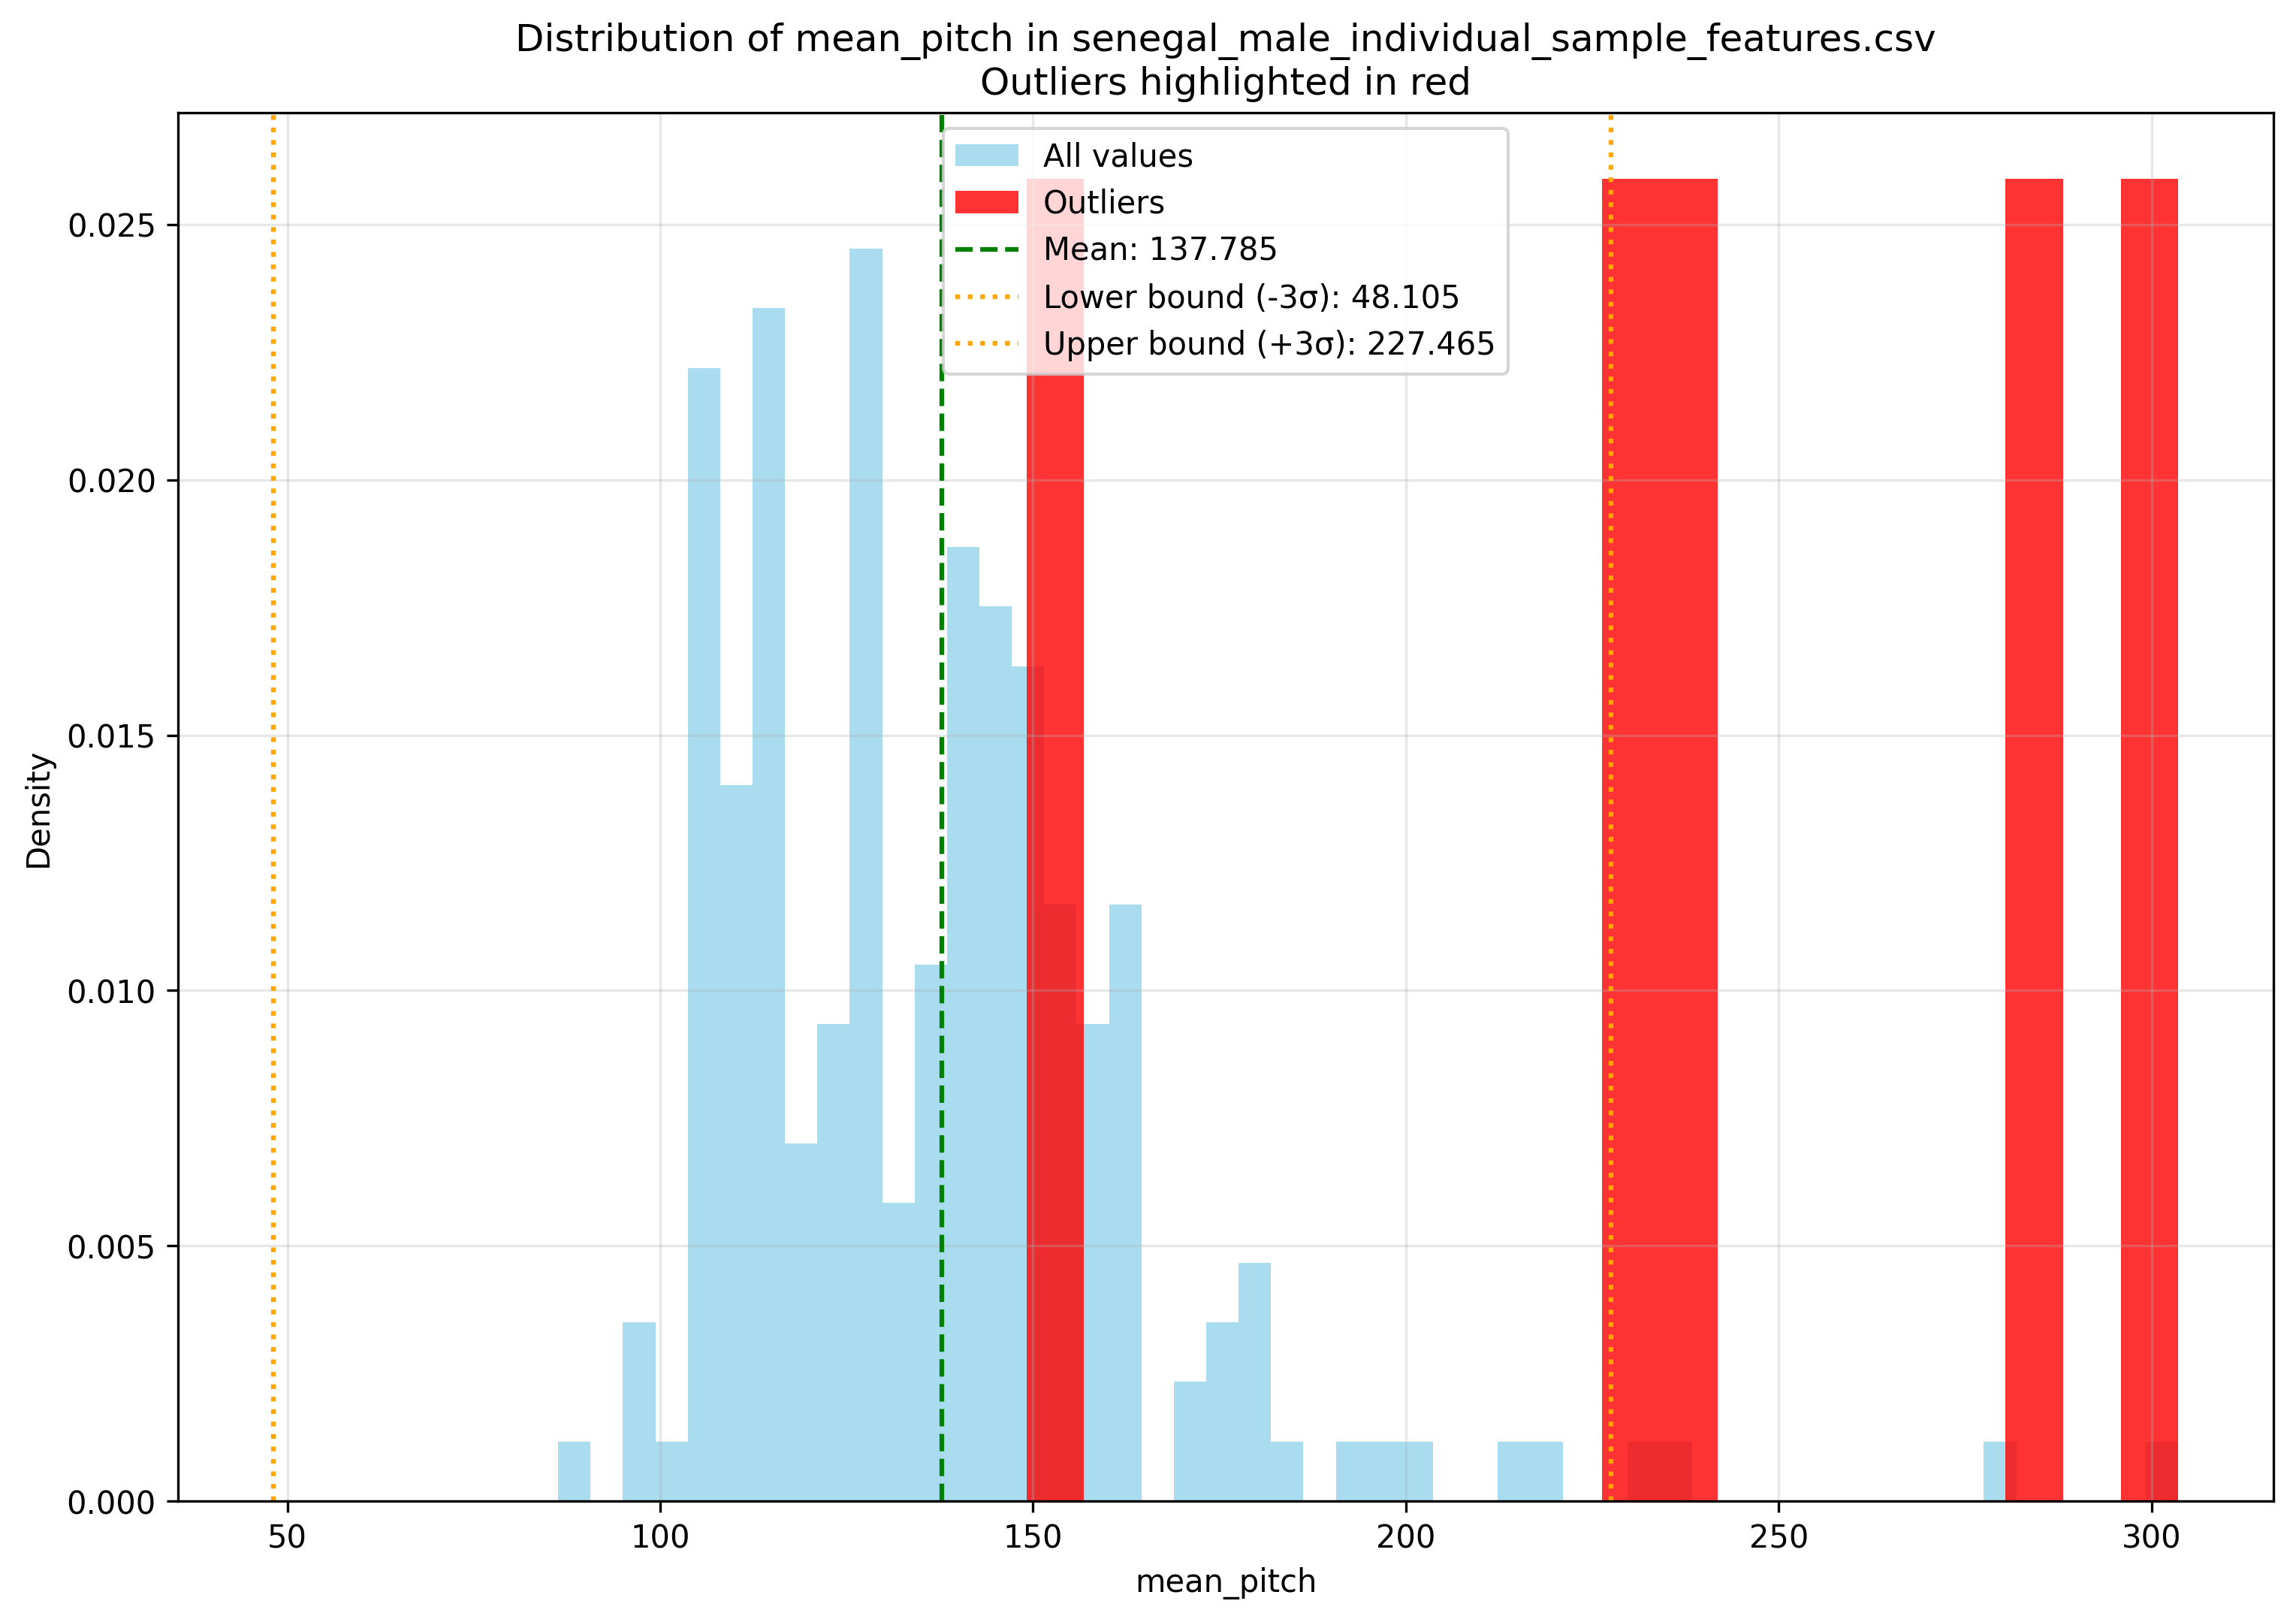 Distribution of mean_pitch in senegal_male_individual_sample_features.csv
Outliers highlighted in red
All values
Outliers
Mean: 137.785
Lower bound (-3σ): 48.105
Upper bound (+3σ): 227.465
0.025
0.020
0.015
0.010
0.005
0.000
Density
50
100
150
200
250
300
mean_pitch